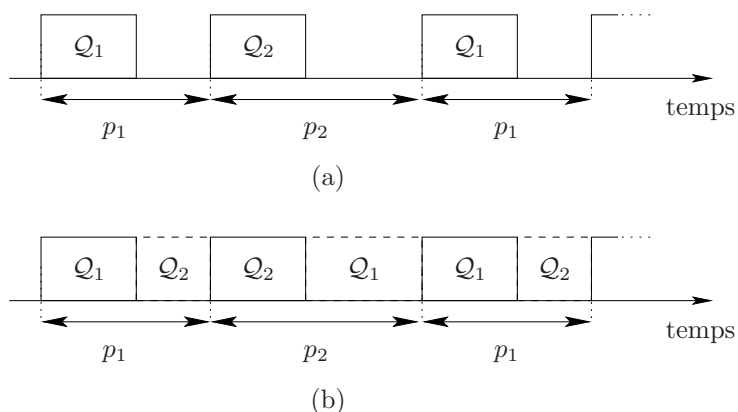 Q₁ Q₂ Q₁
temps
p₁ p₂ p₁
(a)
Q₁ Q₂ Q₂ Q₁ Q₁ Q₂
temps
p₁ p₂ p₁
(b)